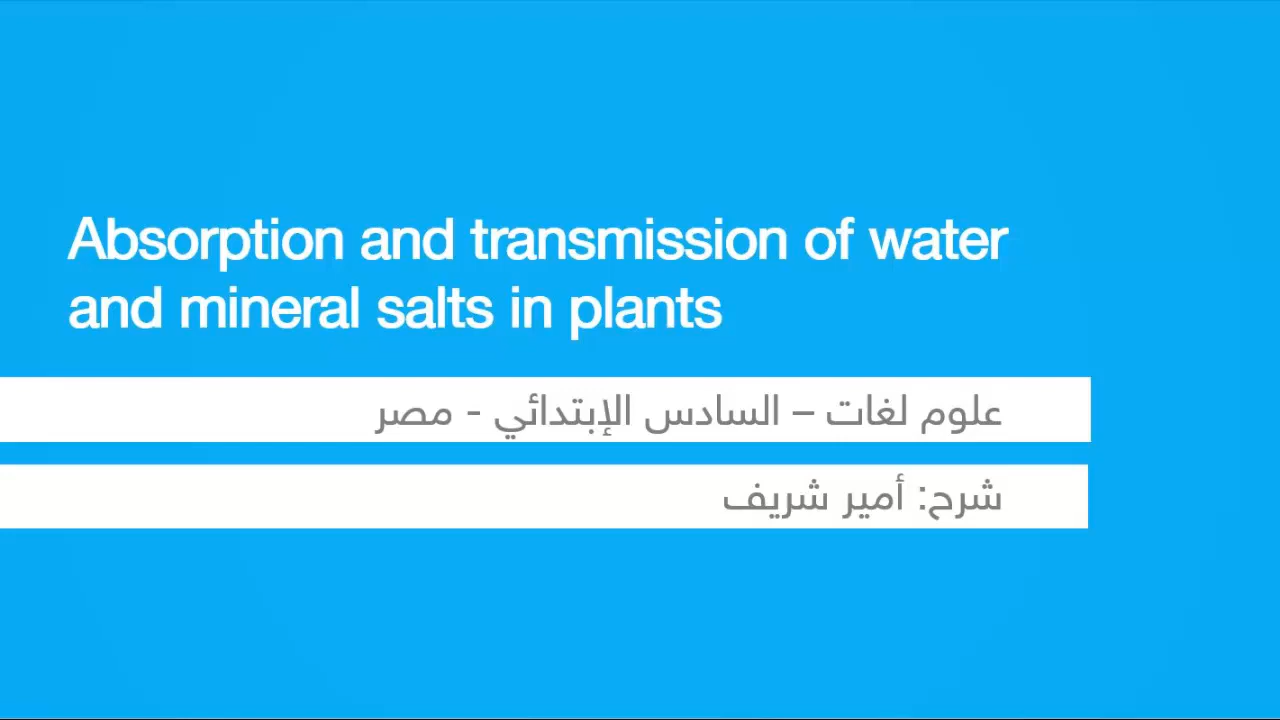 Absorption and transmission of water
and mineral salts in plants
علوم لغات – السادس الإبتدائي - مصر
شرح: أمير شريف